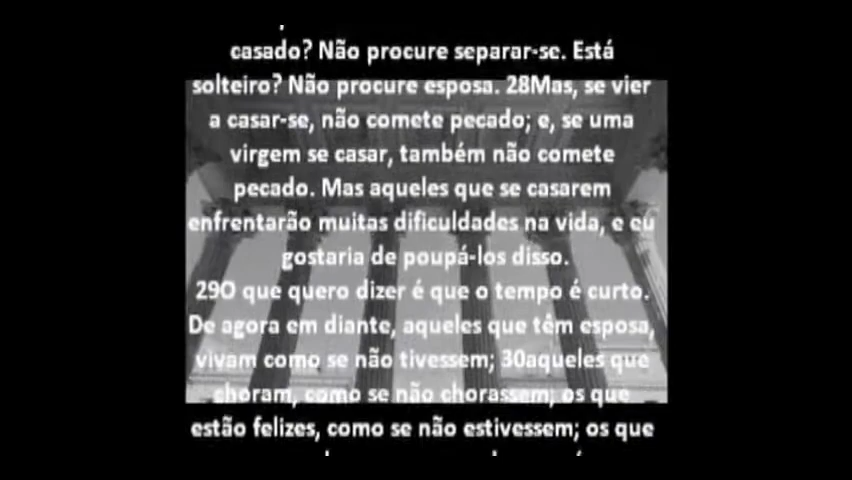 casado? Não procure separar-se. Está
solteiro? Não procure esposa. 28Mas, se vier
a casar-se, não comete pecado; e, se uma
virgem se casar, também não comete
pecado. Mas aqueles que se casarem
enfrentarão muitas dificuldades na vida, e eu
gostaria de poupá-los disso.
29O que quero dizer é que o tempo é curto.
De agora em diante, aqueles que têm esposa,
vivam como se não tivessem; 30aqueles que
choram, como se não chorassem; os que
estão felizes, como se não estivessem; os que